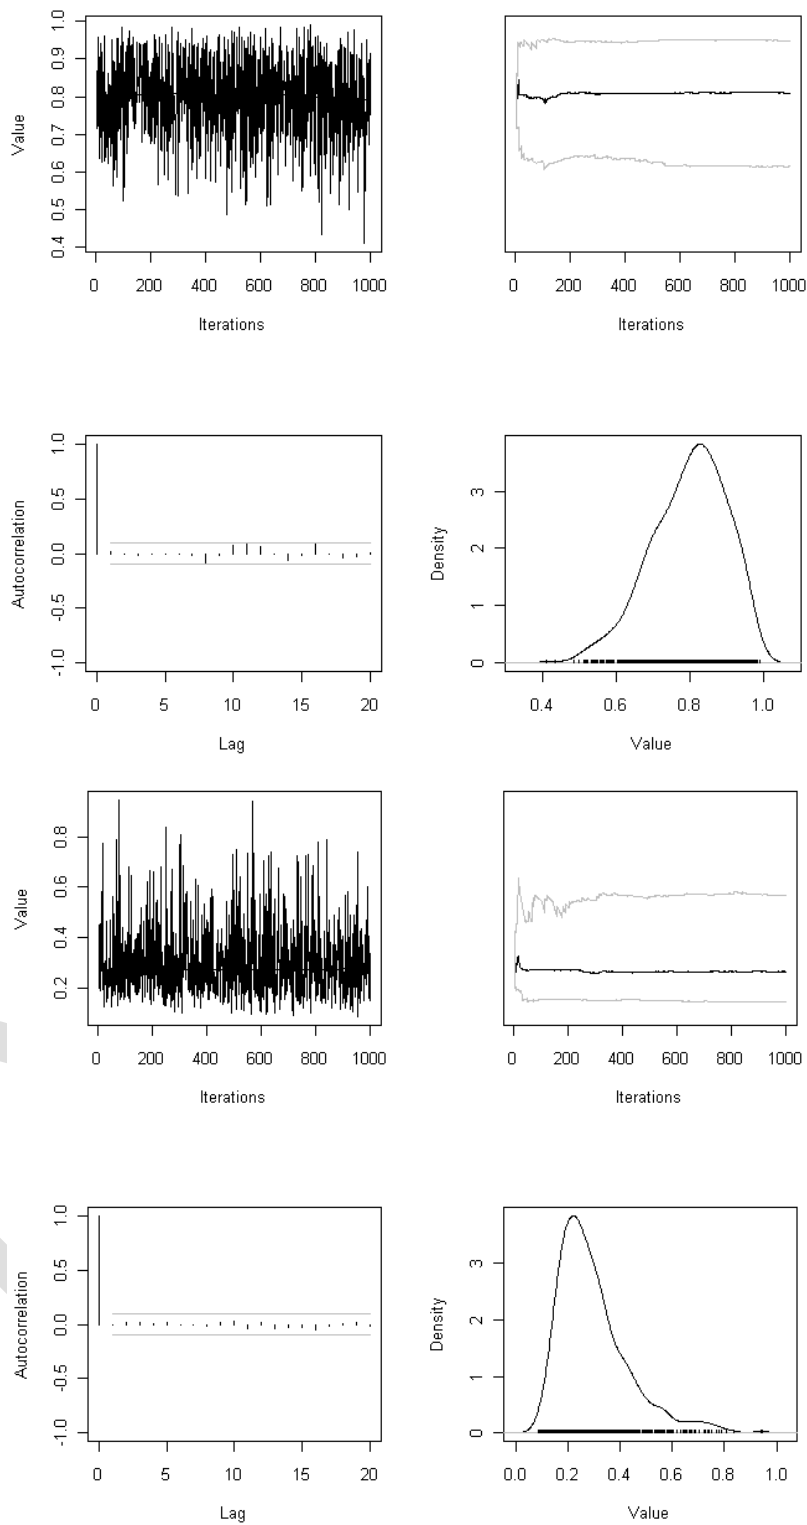 Value
1.0
0.9
0.8
0.7
0.6
0.5
0.4
0 200 400 600 800 1000
Iterations
0 200 400 600 800 1000
Iterations
Autocorrelation
1.0
0.5
0.0
-0.5
-1.0
0 5 10 15 20
Lag
Density
3
2
1
0
0.4 0.6 0.8 1.0
Value
Value
0.8
0.6
0.4
0.2
0 200 400 600 800 1000
Iterations
0 200 400 600 800 1000
Iterations
Autocorrelation
1.0
0.5
0.0
-0.5
-1.0
0 5 10 15 20
Lag
Density
3
2
1
0
0.0 0.2 0.4 0.6 0.8 1.0
Value